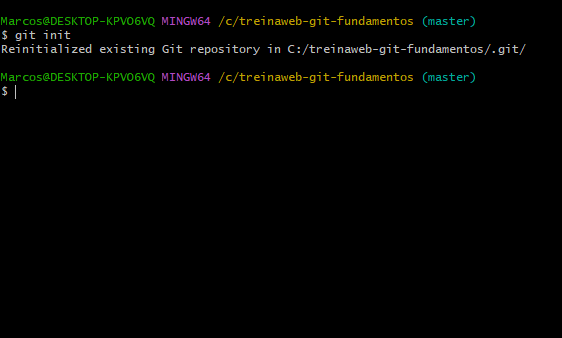 Marcos@DESKTOP-KPVO6VQ MINGW64 /c/treinaweb-git-fundamentos (master)
$ git init
Reinitialized existing Git repository in C:/treinaweb-git-fundamentos/.git/
Marcos@DESKTOP-KPVO6VQ MINGW64 /c/treinaweb-git-fundamentos (master)
$